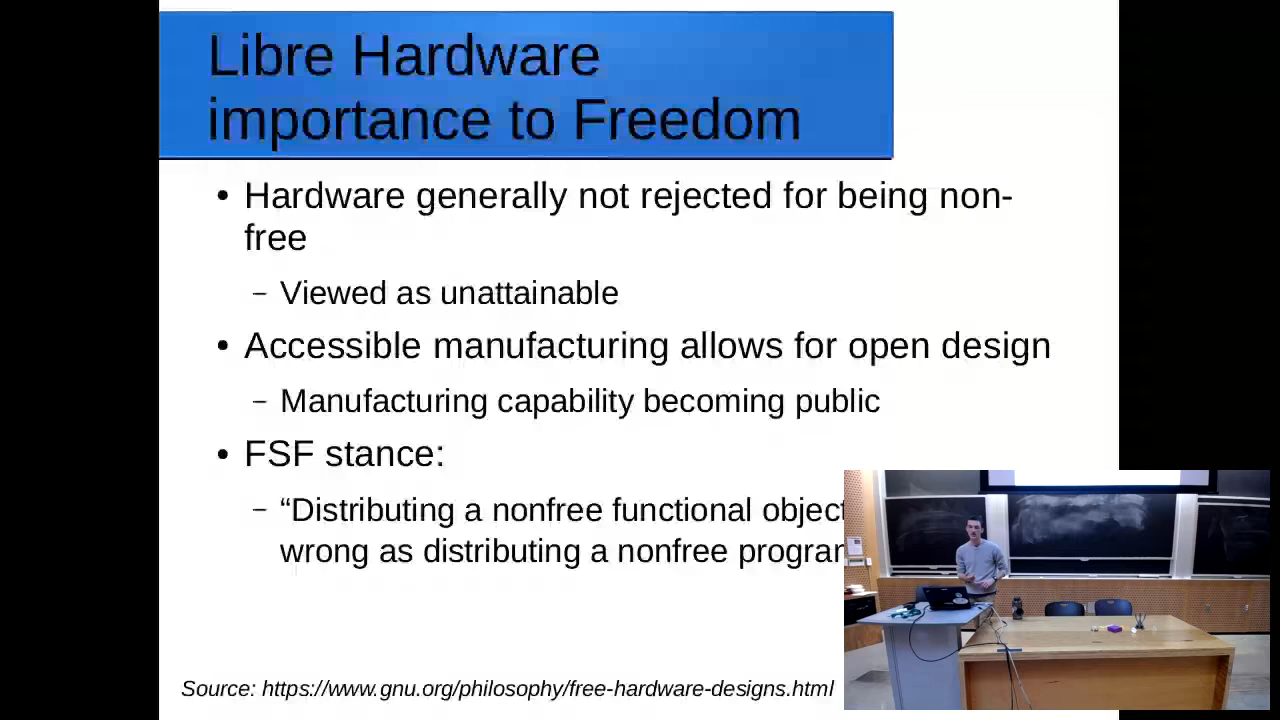 Libre Hardware
importance to Freedom
• Hardware generally not rejected for being non-
free
– Viewed as unattainable
• Accessible manufacturing allows for open design
– Manufacturing capability becoming public
• FSF stance:
– “Distributing a nonfree functional object
wrong as distributing a nonfree
Source: https://www.gnu.org/philosophy/free-hardware-designs.html